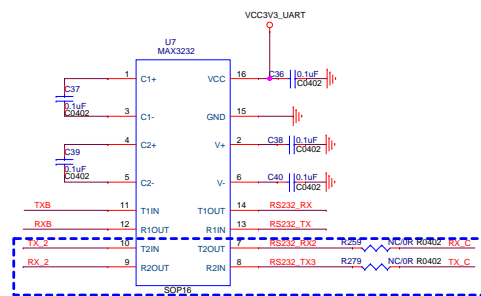 VCC3V3_UART
U7
MAX3232
1 C1+ VCC 16 C36 0.1uF C0402
C37 0.1uF C0402
3 C1- GND 15
4 C2+ V+ 2 C38 0.1uF C0402
C39 0.1uF C0402
5 C2- V- 6 C40 0.1uF C0402
TXB 11 T1IN T1OUT 14 RS232_RX
RXB 12 R1OUT R1IN 13 RS232_TX
TX_2 10 T2IN T2OUT 7 RS232_RX2 R259 NC/0R R0402 RX_C
RX_2 9 R2OUT R2IN 8 RS232_TX3 R279 NC/0R R0402 TX_C
SOP16